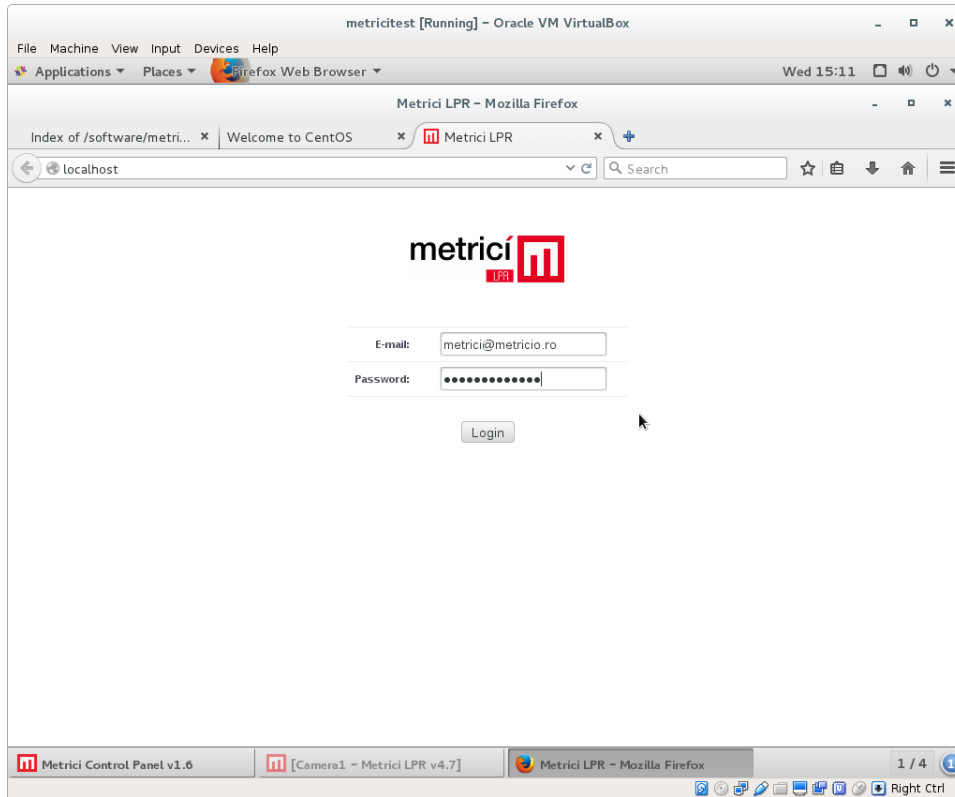 metricitest [Running] – Oracle VM VirtualBox
File Machine View Input Devices Help
Applications Places Firefox Web Browser Wed 15:11
Metrici LPR – Mozilla Firefox
Index of /software/metri... Welcome to CentOS Metrici LPR
localhost Search
metricí
LPR
E-mail: metrici@metricio.ro
Password: •••••••••••••
Login
Metrici Control Panel v1.6 [Camera1 – Metrici LPR v4.7] Metrici LPR – Mozilla Firefox 1 / 4 1
Right Ctrl